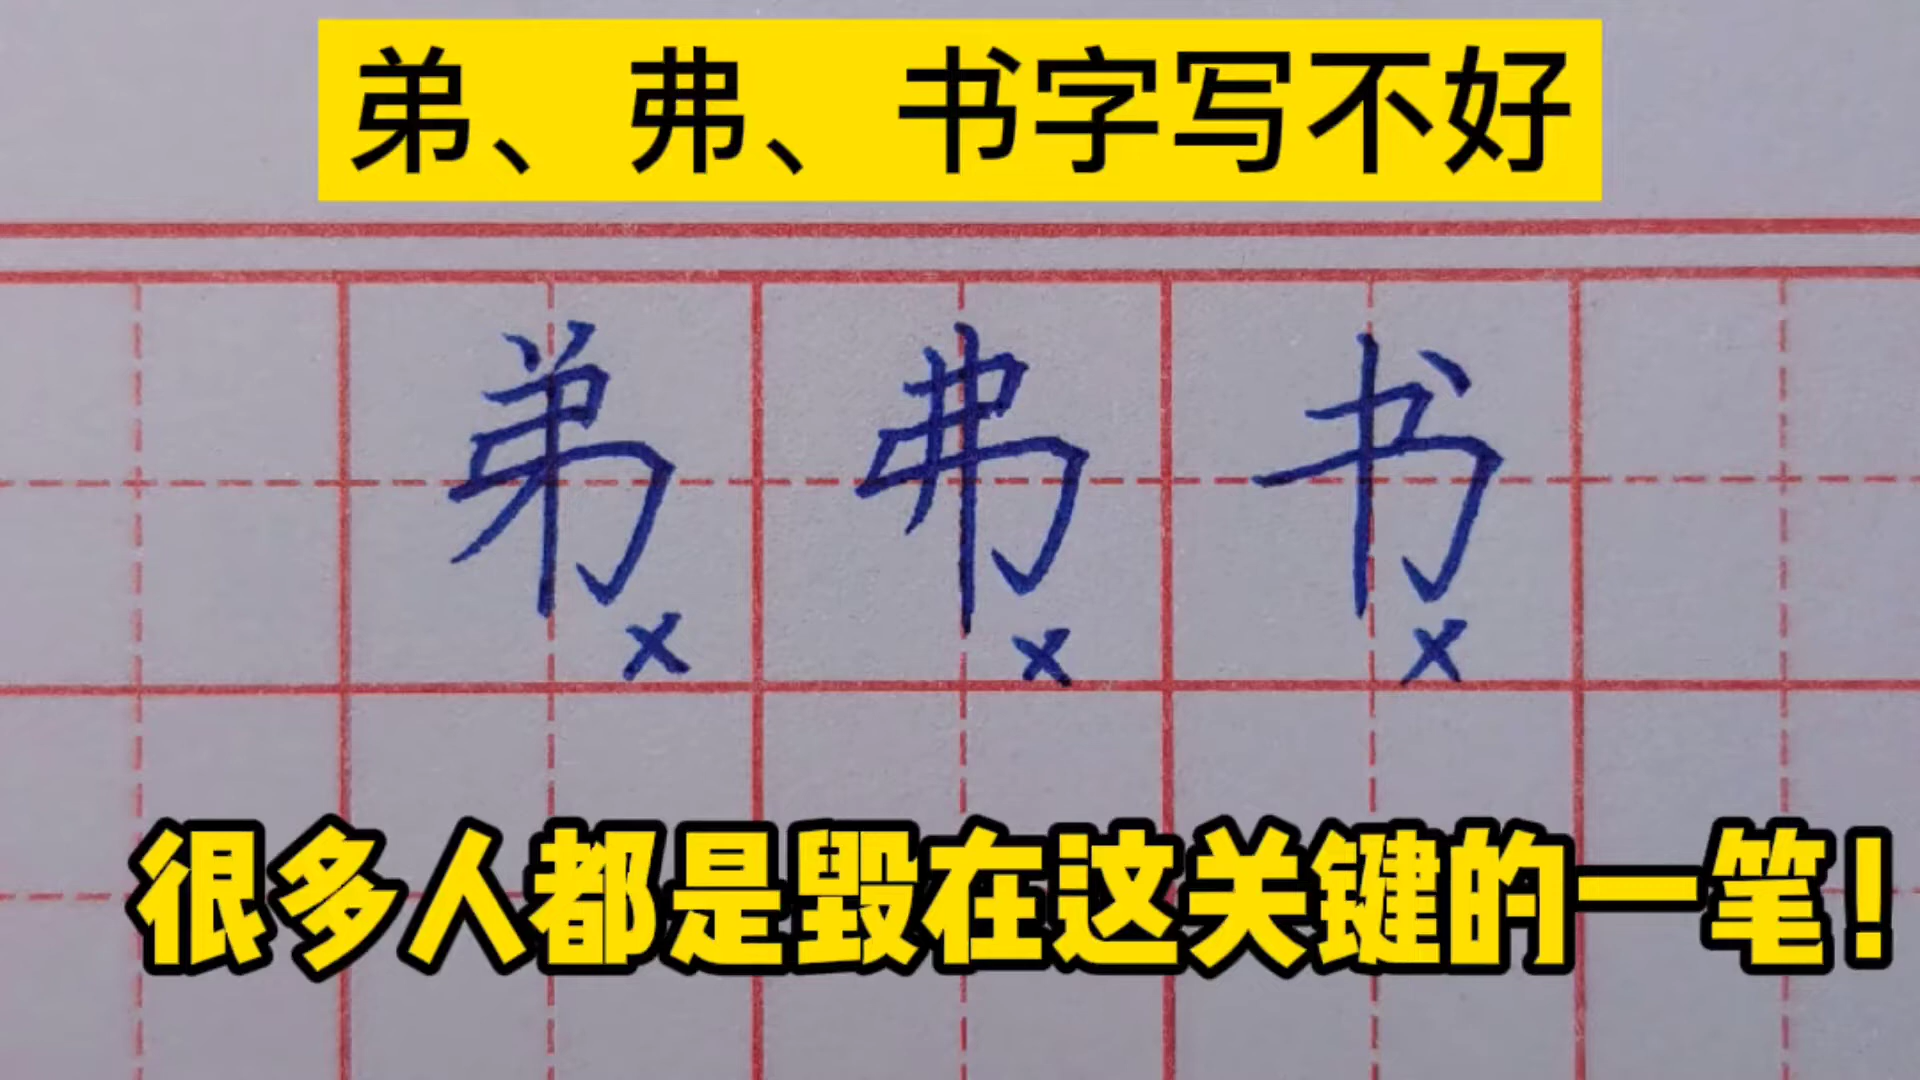 弟、弗、书字写不好
弟 弗 书
× × ×
很多人都是毁在这关键的一笔！